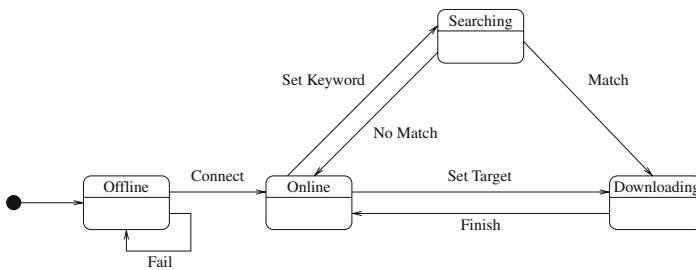 Searching
Set Keyword
Match
No Match
Offline
Connect
Online
Set Target
Downloading
Finish
Fail